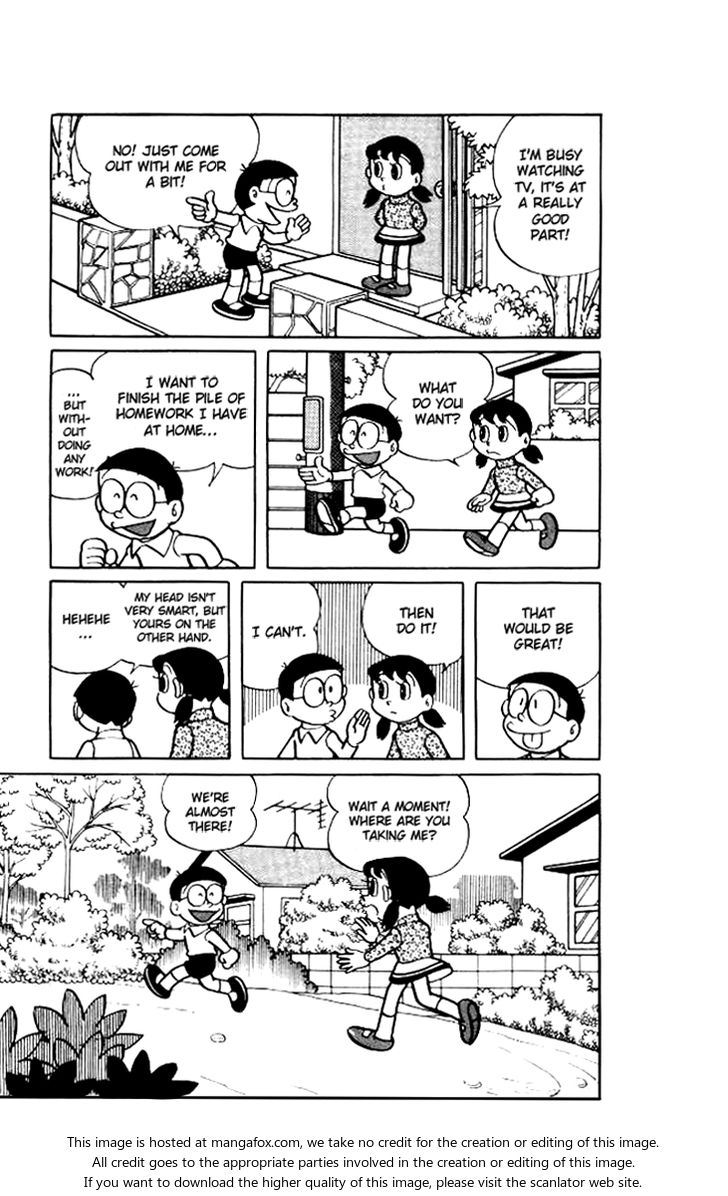 I'M BUSY
WATCHING
TV, IT'S AT
A REALLY
GOOD
PART!
NO! JUST COME
OUT WITH ME FOR
A BIT!
WHAT
DO YOU
WANT?
I WANT TO
FINISH THE PILE OF
HOMEWORK I HAVE
AT HOME...
...
BUT
WITH-
OUT
DOING
ANY
WORK!
THAT
WOULD BE
GREAT!
THEN
DO IT!
I CAN'T.
MY HEAD ISN'T
VERY SMART, BUT
YOURS ON THE
OTHER HAND.
HEHEHE
...
WAIT A MOMENT!
WHERE ARE YOU
TAKING ME?
WE'RE
ALMOST
THERE!
This image is hosted at mangafox.com, we take no credit for the creation or editing of this image.
All credit goes to the appropriate parties involved in the creation or editing of this image.
If you want to download the higher quality of this image, please visit the scanlator web site.